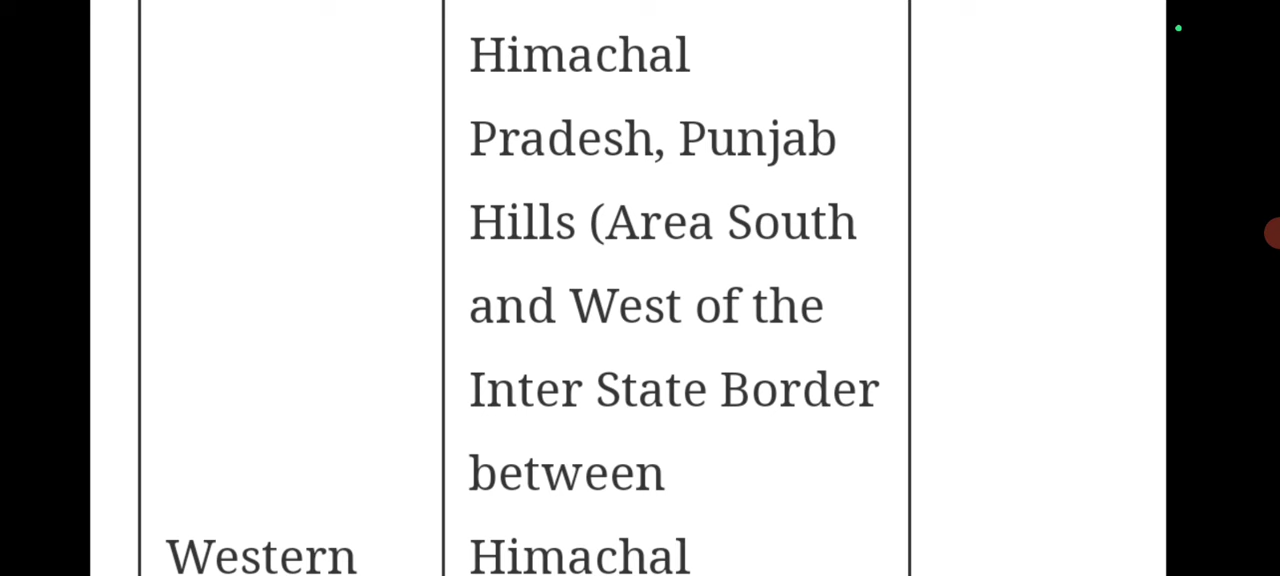 Himachal
Pradesh, Punjab
Hills (Area South
and West of the
Inter State Border
between
Western
Himachal